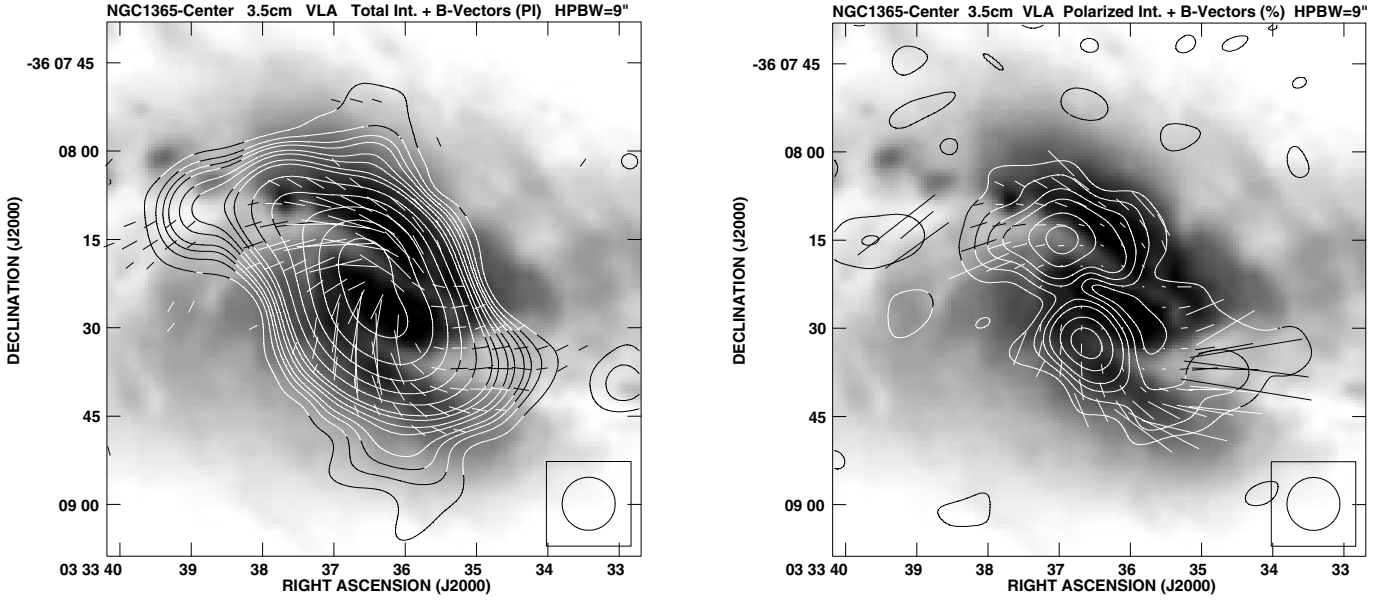 NGC1365-Center 3.5cm VLA Total Int. + B-Vectors (PI) HPBW=9"
DECLINATION (J2000)
-36 07 45
08 00
15
30
45
09 00
03 33 40 39 38 37 36 35 34 33
RIGHT ASCENSION (J2000)
NGC1365-Center 3.5cm VLA Polarized Int. + B-Vectors (%) HPBW=9"
DECLINATION (J2000)
-36 07 45
08 00
15
30
45
09 00
03 33 40 39 38 37 36 35 34 33
RIGHT ASCENSION (J2000)